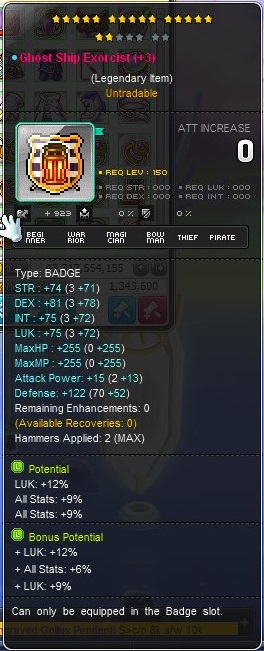 Ghost Ship Exorcist (+3)
(Legendary Item)
Untradable
ATT INCREASE
0
• REQ LEV : 150
• REQ STR : 000 • REQ LUK : 000
• REQ DEX : 000 • REQ INT : 000
+ 923 0 % 0 %
BEGINNER WARRIOR MAGICIAN BOWMAN THIEF PIRATE
Type: BADGE
STR : +74 (3 +71)
DEX : +81 (3 +78)
INT : +75 (3 +72)
LUK : +75 (3 +72)
MaxHP : +255 (0 +255)
MaxMP : +255 (0 +255)
Attack Power: +15 (2 +13)
Defense: +122 (70 +52)
Remaining Enhancements: 0
(Available Recoveries: 0)
Hammers Applied: 2 (MAX)
L Potential
LUK: +12%
All Stats: +9%
All Stats: +9%
L Bonus Potential
+ LUK: +12%
+ All Stats: +6%
+ LUK: +9%
Can only be equipped in the Badge slot.